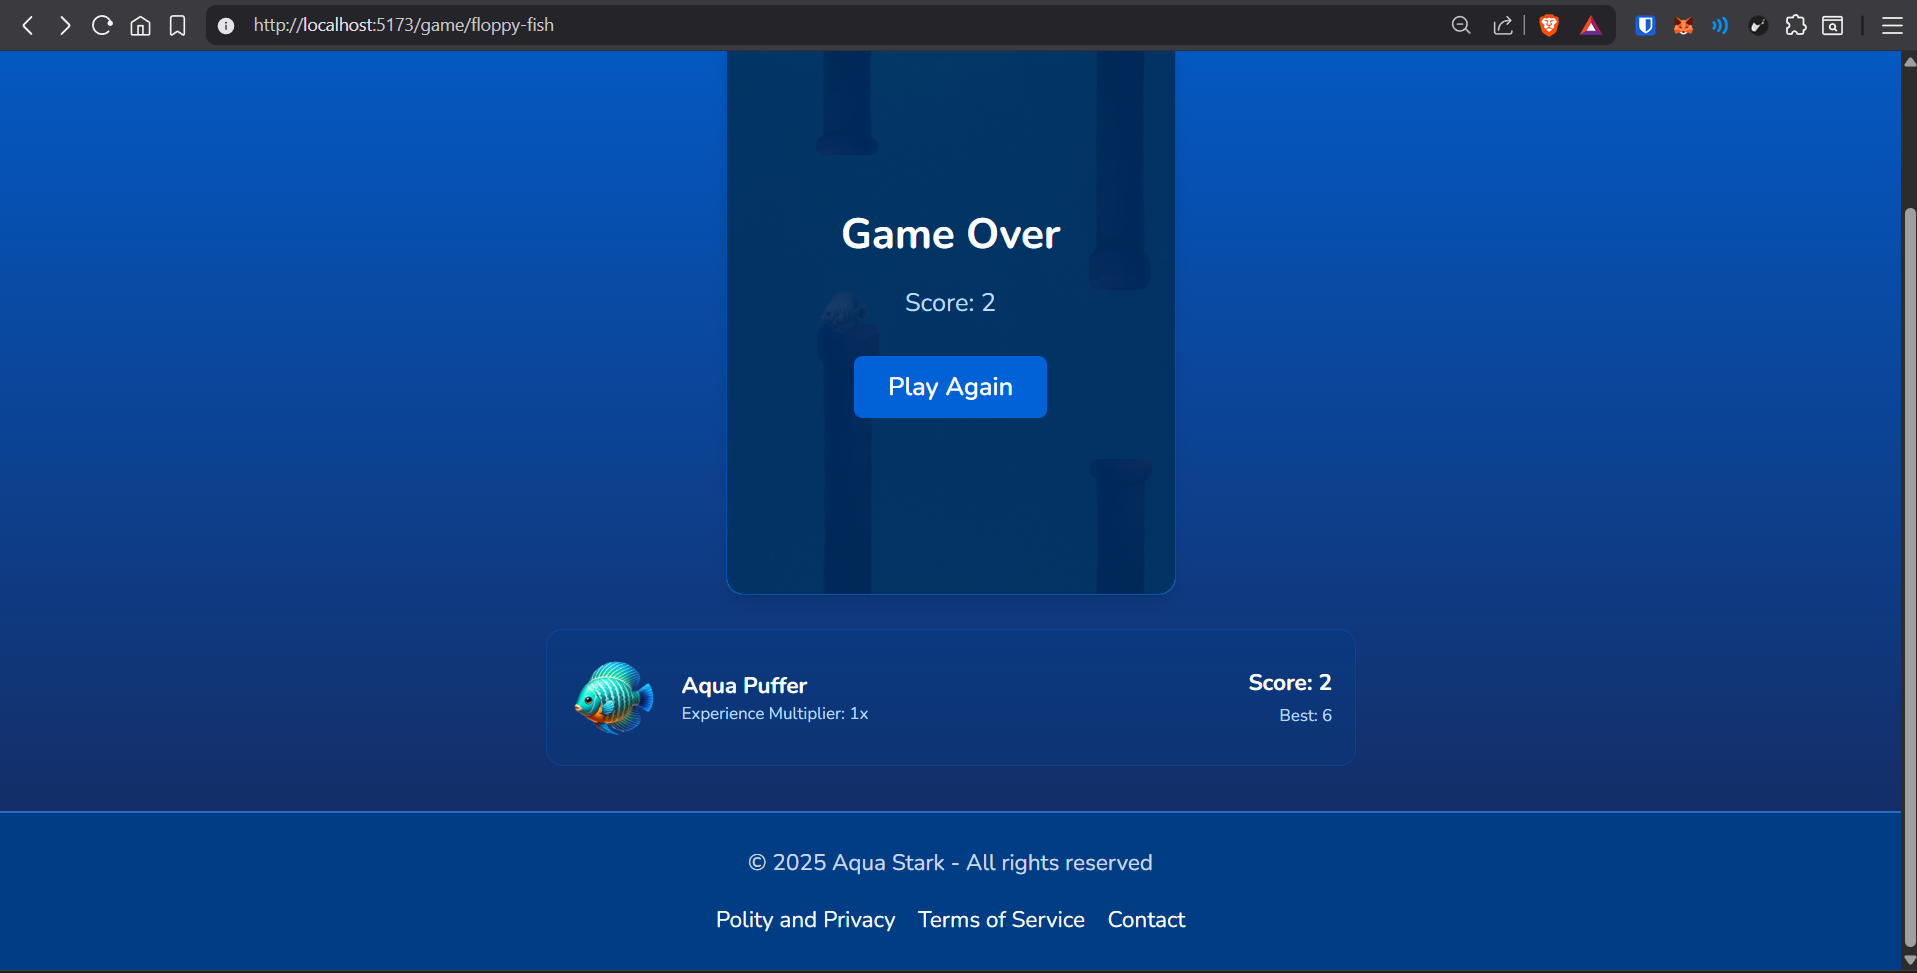 http://localhost:5173/game/floppy-fish
Game Over
Score: 2
Play Again
Aqua Puffer
Experience Multiplier: 1x
Score: 2
Best: 6
© 2025 Aqua Stark - All rights reserved
Polity and Privacy Terms of Service Contact